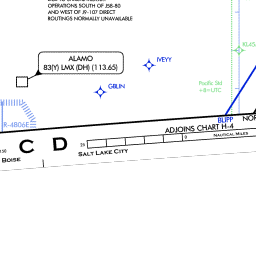 OPERATIONS SOUTH OF J58-80
AND WEST OF J9-107 DIRECT
ROUTINGS NORMALLY UNAVAILABLE
ALAMO
83(Y) LMX (DH) (113.65)
IVEYY
GBLIN
Pacific Std
+8=UTC
R-4806E
BLIPP
ADJOINS CHART H-4
NAUTICAL MILES
C D
BOISE
SALT LAKE CITY